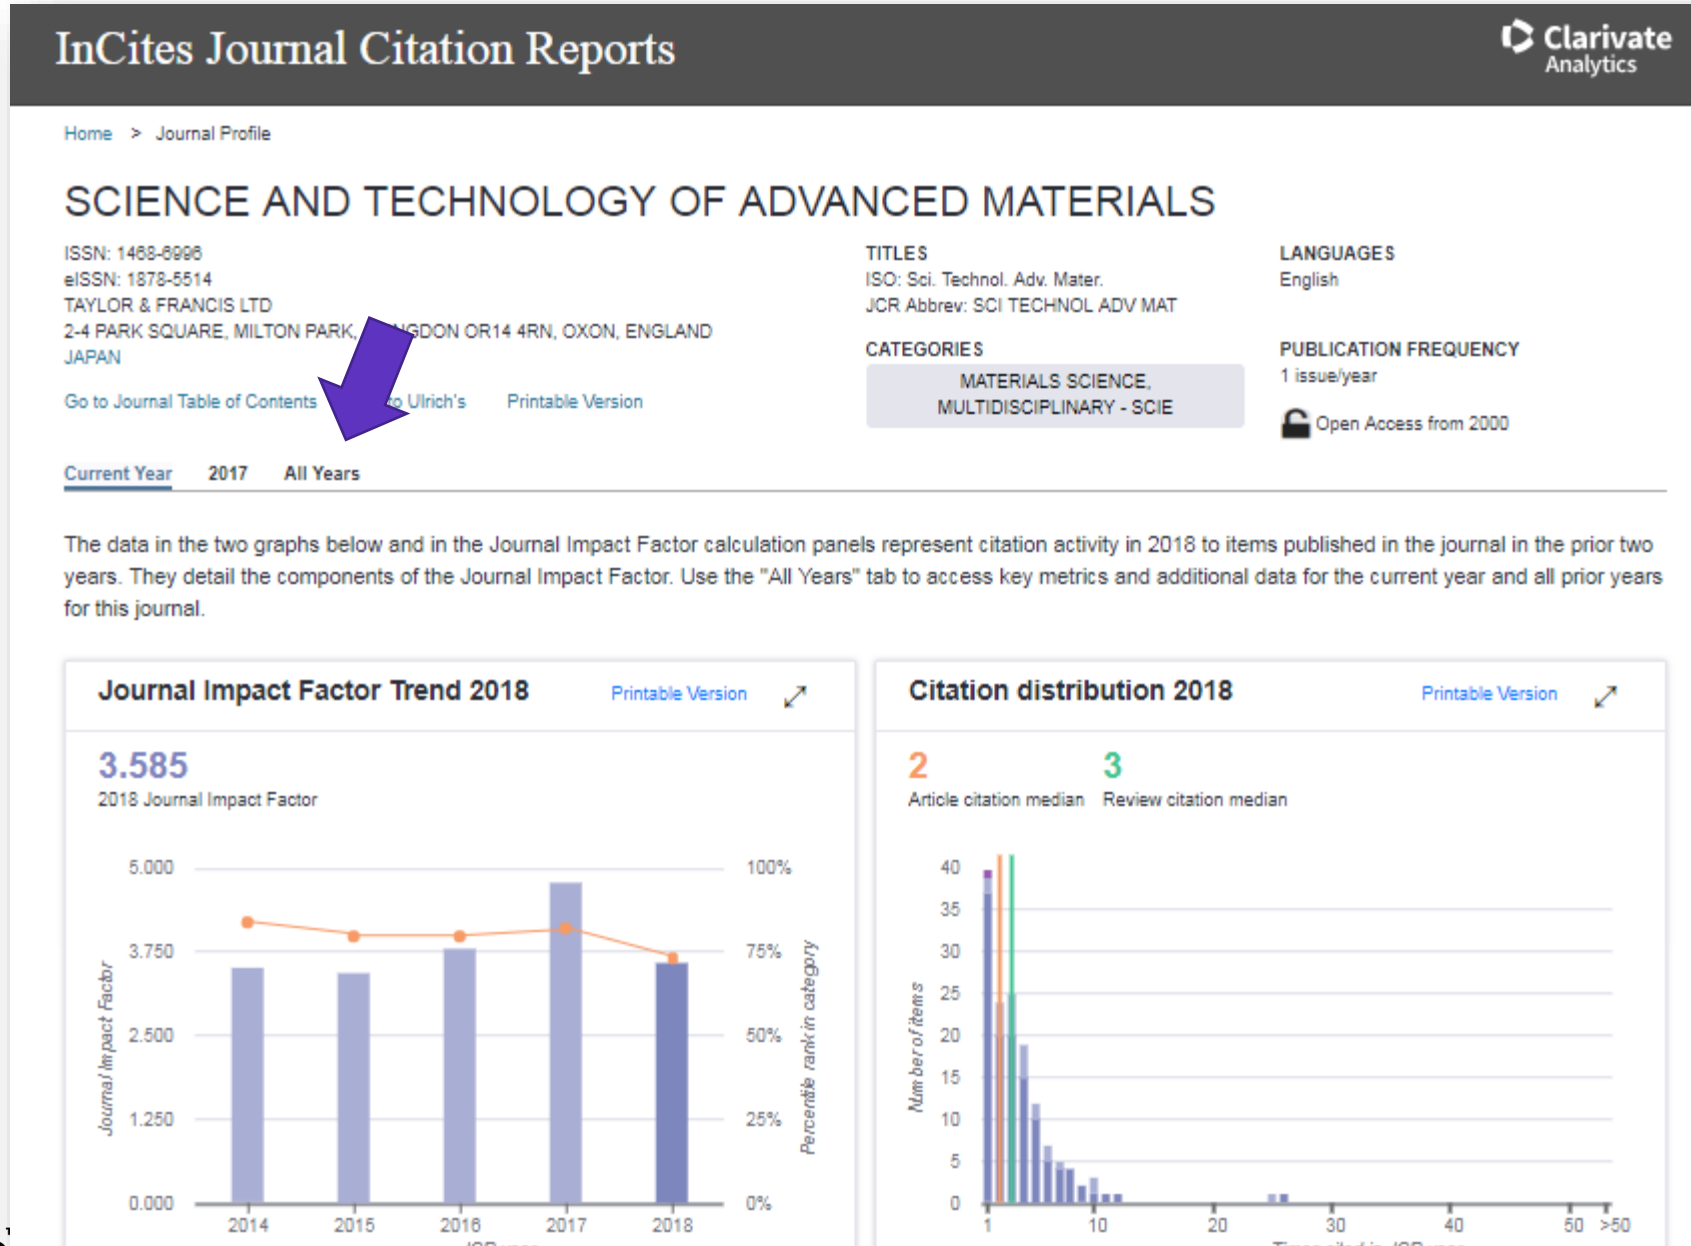 InCites Journal Citation Reports
Clarivate
Analytics
Home > Journal Profile
SCIENCE AND TECHNOLOGY OF ADVANCED MATERIALS
ISSN: 1468-6996
eISSN: 1878-5514
TAYLOR & FRANCIS LTD
2-4 PARK SQUARE, MILTON PARK, NGDON OR14 4RN, OXON, ENGLAND
JAPAN
Go to Journal Table of Contents to Ulrich's Printable Version
TITLES
ISO: Sci. Technol. Adv. Mater.
JCR Abbrev: SCI TECHNOL ADV MAT
CATEGORIES
MATERIALS SCIENCE,
MULTIDISCIPLINARY - SCIE
LANGUAGES
English
PUBLICATION FREQUENCY
1 issue/year
Open Access from 2000
Current Year 2017 All Years
The data in the two graphs below and in the Journal Impact Factor calculation panels represent citation activity in 2018 to items published in the journal in the prior two
years. They detail the components of the Journal Impact Factor. Use the "All Years" tab to access key metrics and additional data for the current year and all prior years
for this journal.
Journal Impact Factor Trend 2018 Printable Version
3.585
2018 Journal Impact Factor
5.000 100%
3.750 75%
2.500 50%
1.250 25%
0.000 0%
Journal Impact Factor
Percentile rank in category
2014 2015 2016 2017 2018
Citation distribution 2018 Printable Version
2 3
Article citation median Review citation median
40
35
30
25
20
15
10
5
0
Number of items
1 10 20 30 40 50 >50
Times cited in JCR year